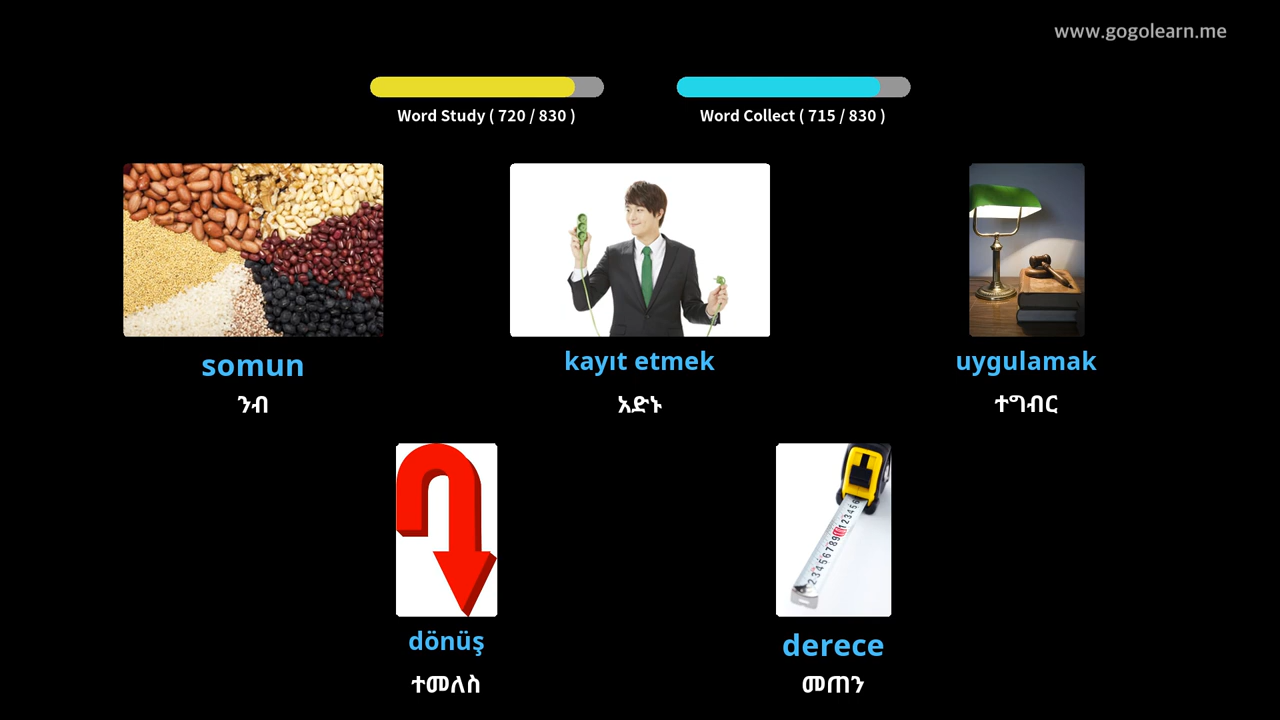 www.gogolearn.me
Word Study ( 720 / 830 )
Word Collect ( 715 / 830 )
somun
ንብ
kayıt etmek
አድኑ
uygulamak
ተግብር
dönüş
ተመለስ
derece
መጠን